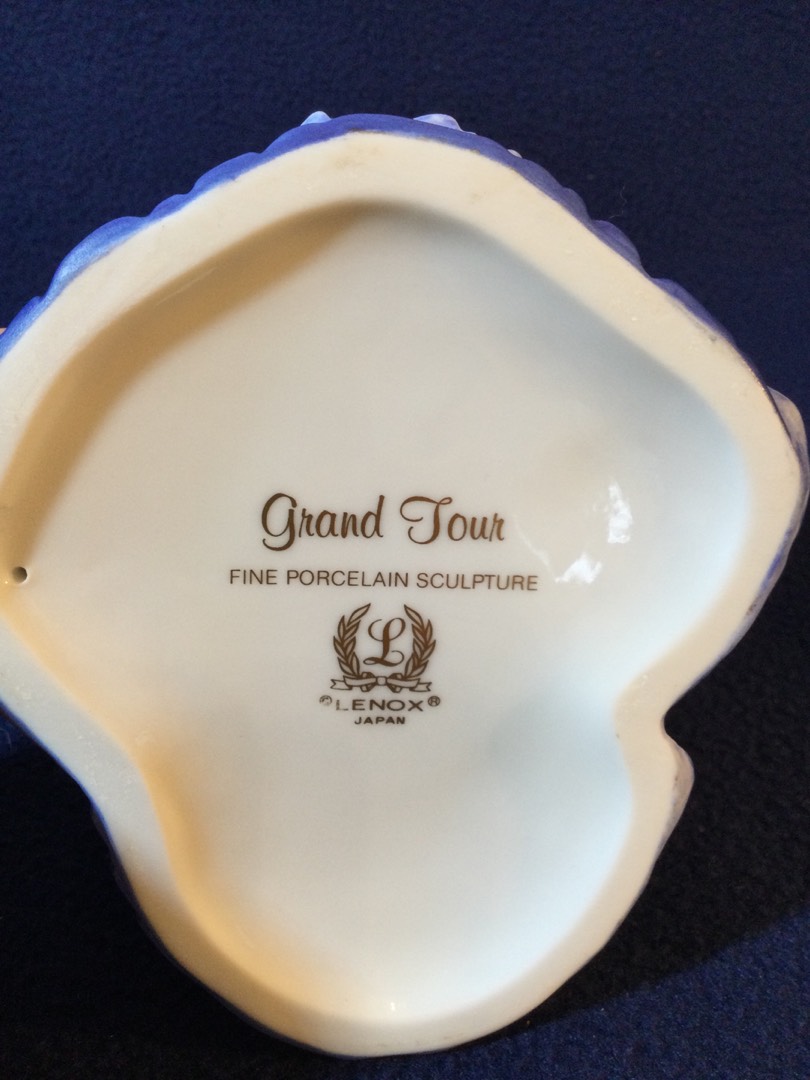 Grand Tour
FINE PORCELAIN SCULPTURE
L
℗LENOX®
JAPAN